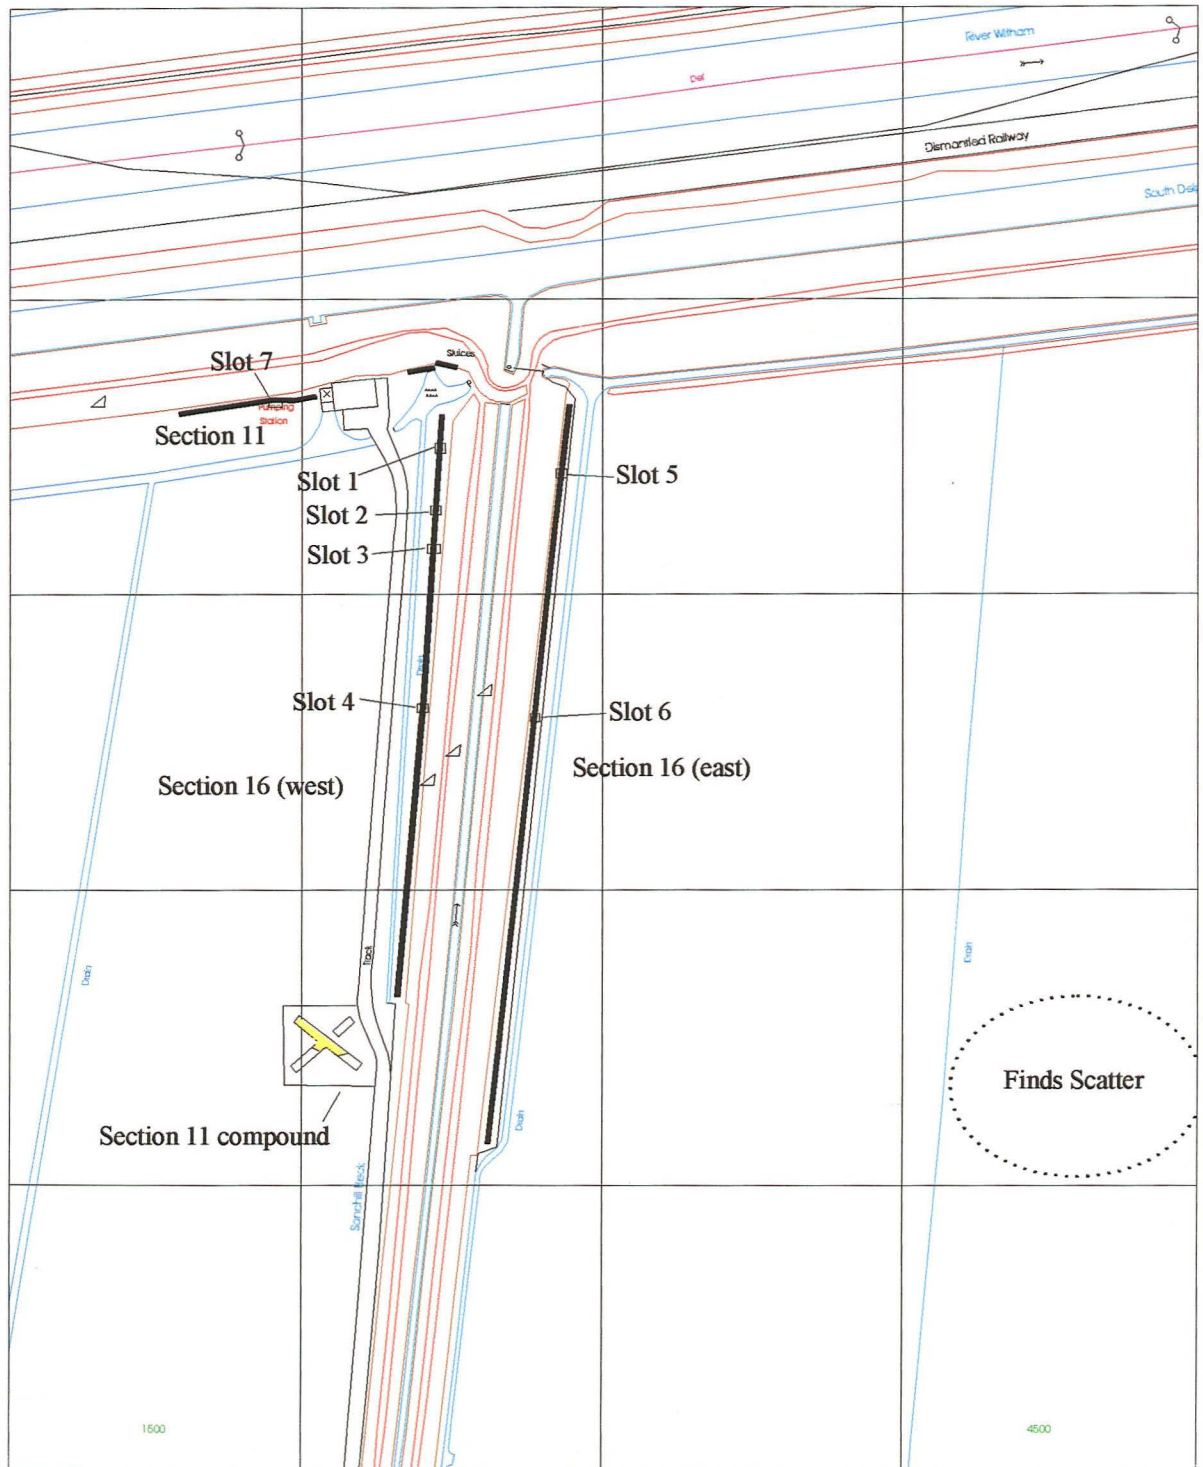 River Witham
Def
Dismantled Railway
South Delph
Sluices
Slot 7
Pumping
Station
Section 11
Slot 1
Slot 5
Slot 2
Slot 3
Drain
Slot 4
Slot 6
Section 16 (east)
Section 16 (west)
Track
Drain
Drain
Finds Scatter
Section 11 compound
Drain
Sandhill Beck
1500
4500